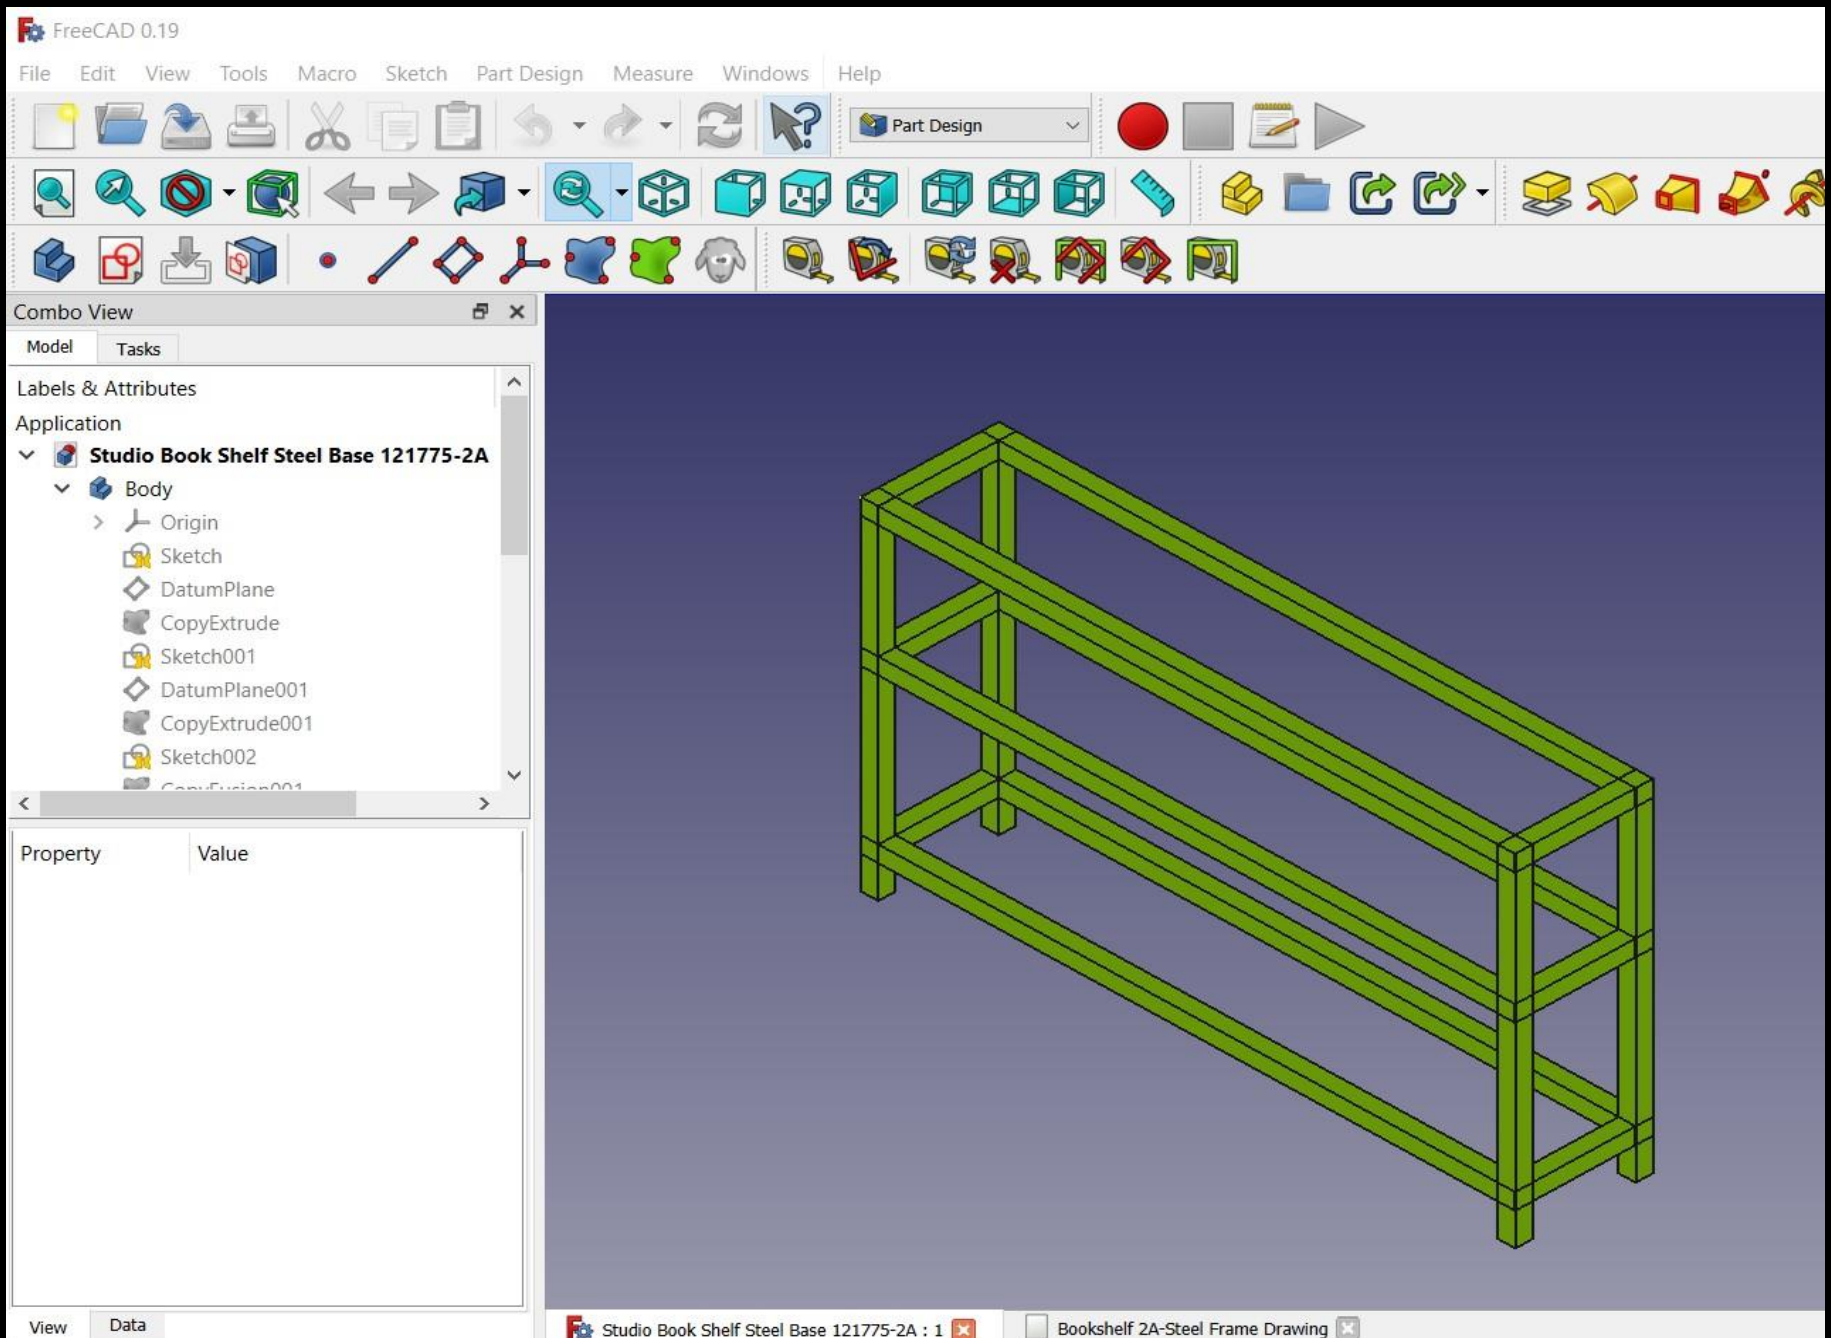 FreeCAD 0.19
File Edit View Tools Macro Sketch Part Design Measure Windows Help
Part Design
Combo View
Model Tasks
Labels & Attributes
Application
Studio Book Shelf Steel Base 121775-2A
Body
Origin
Sketch
DatumPlane
CopyExtrude
Sketch001
DatumPlane001
CopyExtrude001
Sketch002
CopyFusion001
Property Value
View Data
Studio Book Shelf Steel Base 121775-2A : 1
Bookshelf 2A-Steel Frame Drawing